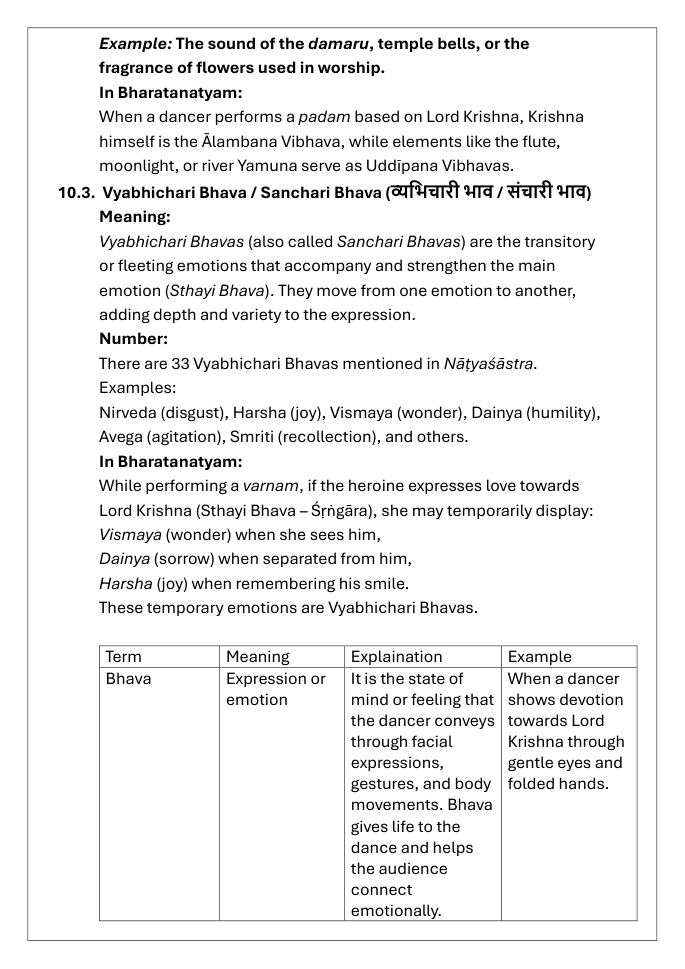 Example: The sound of the damaru, temple bells, or the
fragrance of flowers used in worship.
In Bharatanatyam:
When a dancer performs a padam based on Lord Krishna, Krishna
himself is the Ālambana Vibhava, while elements like the flute,
moonlight, or river Yamuna serve as Uddīpana Vibhavas.
10.3. Vyabhichari Bhava / Sanchari Bhava (व्यभिचारी भाव / संचारी भाव)
Meaning:
Vyabhichari Bhavas (also called Sanchari Bhavas) are the transitory
or fleeting emotions that accompany and strengthen the main
emotion (Sthayi Bhava). They move from one emotion to another,
adding depth and variety to the expression.
Number:
There are 33 Vyabhichari Bhavas mentioned in Nāṭyaśāstra.
Examples:
Nirveda (disgust), Harsha (joy), Vismaya (wonder), Dainya (humility),
Avega (agitation), Smriti (recollection), and others.
In Bharatanatyam:
While performing a varnam, if the heroine expresses love towards
Lord Krishna (Sthayi Bhava – Śṛṅgāra), she may temporarily display:
Vismaya (wonder) when she sees him,
Dainya (sorrow) when separated from him,
Harsha (joy) when remembering his smile.
These temporary emotions are Vyabhichari Bhavas.
Term
Meaning
Explaination
Example
Bhava
Expression or
emotion
It is the state of
mind or feeling that
the dancer conveys
through facial
expressions,
gestures, and body
movements. Bhava
gives life to the
dance and helps
the audience
connect
emotionally.
When a dancer
shows devotion
towards Lord
Krishna through
gentle eyes and
folded hands.